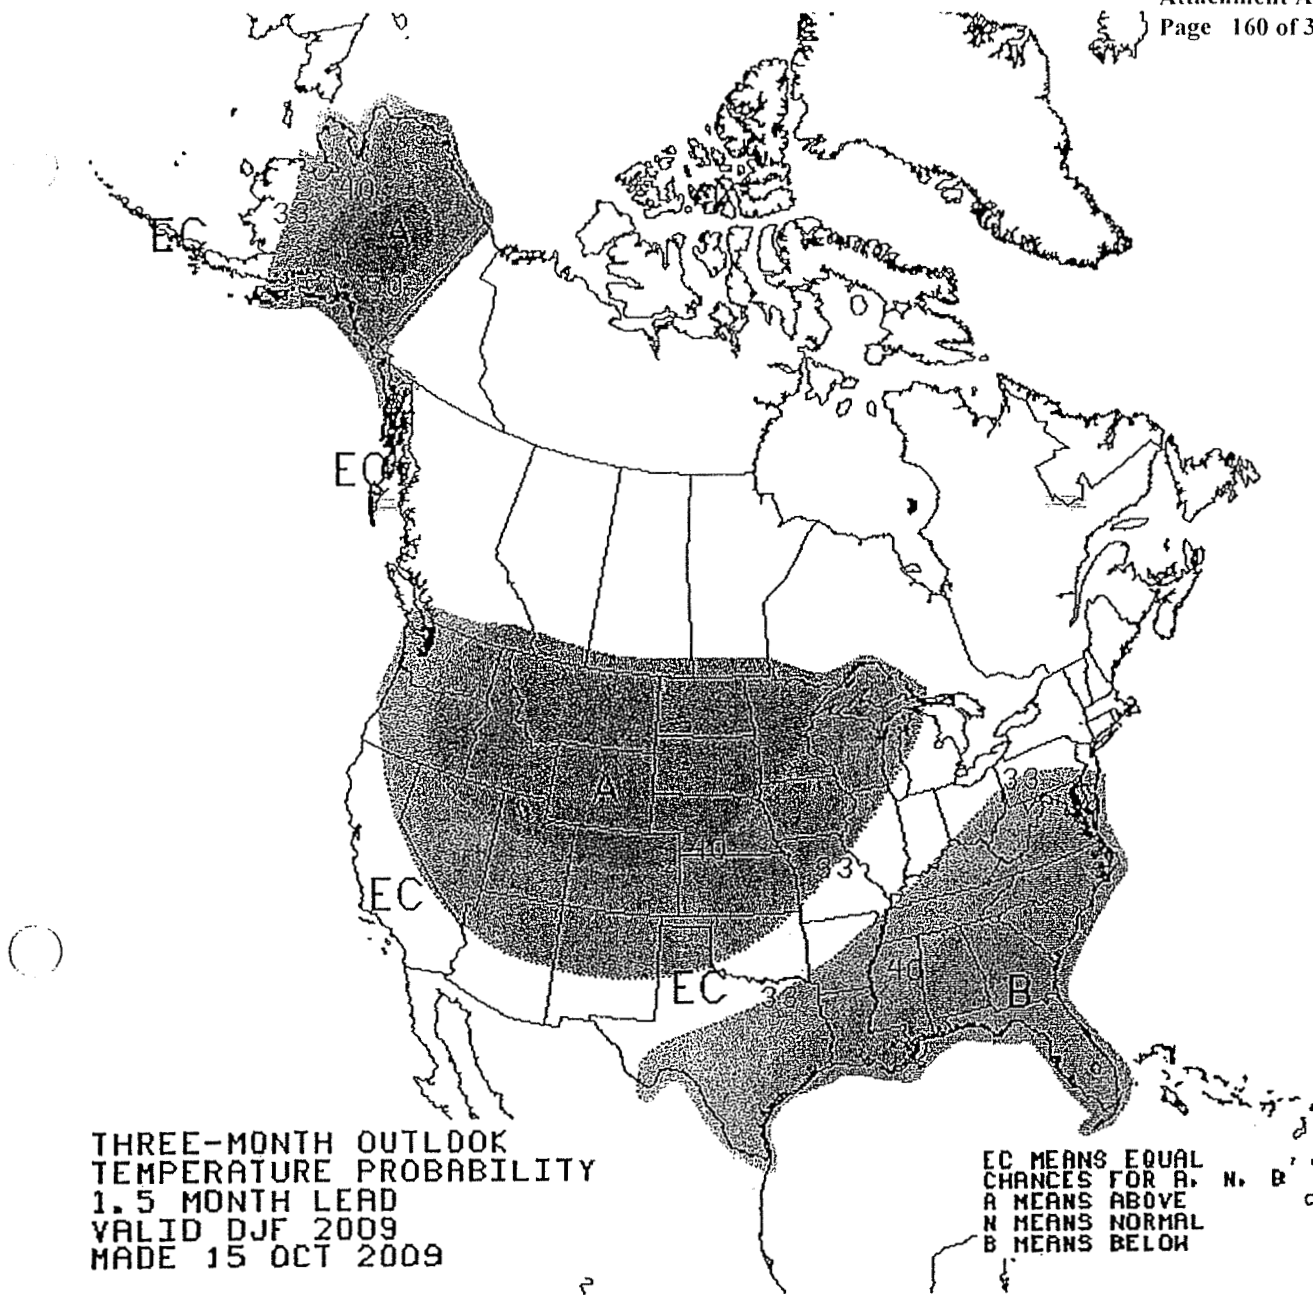 Page 160 of 3
40
33
EC
A
EC
A
33
40
33
EC
40
EC
B
33
THREE-MONTH OUTLOOK
TEMPERATURE PROBABILITY
1.5 MONTH LEAD
VALID DJF 2009
MADE 15 OCT 2009
EC MEANS EQUAL
CHANCES FOR A, N, B
A MEANS ABOVE
N MEANS NORMAL
B MEANS BELOW